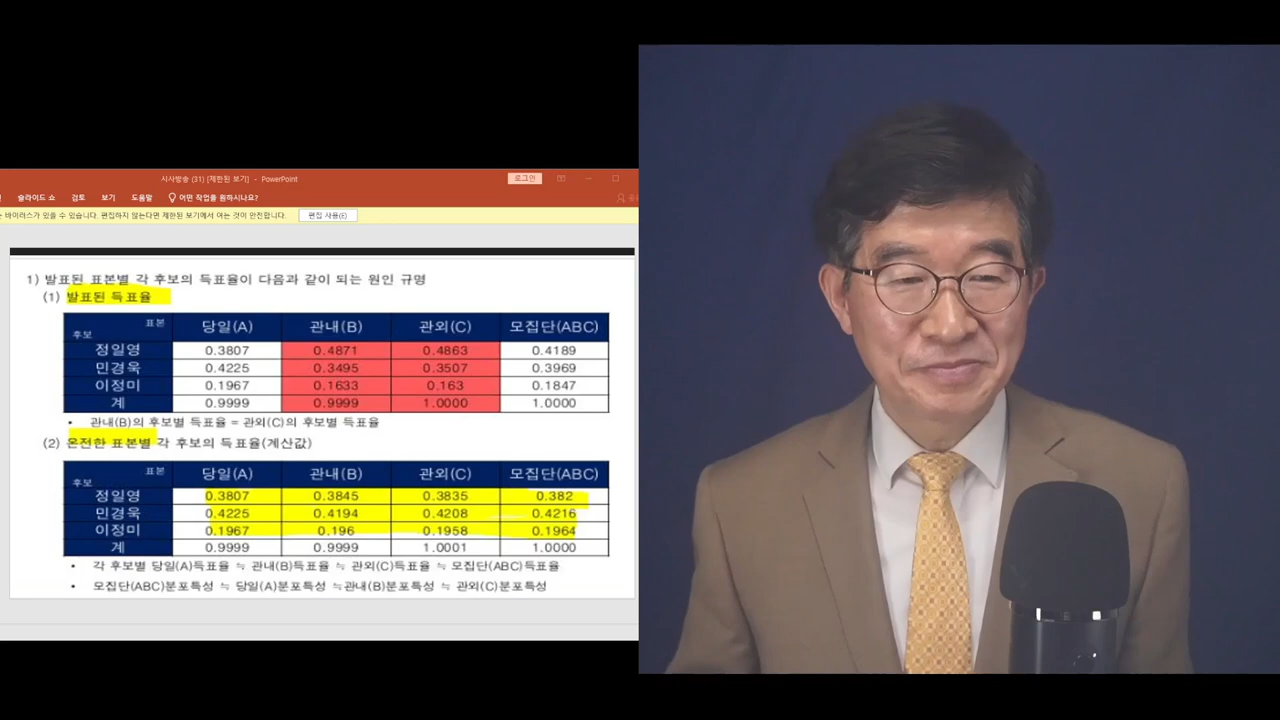 시사방송 (31) [제한된 보기] - PowerPoint
로그인
슬라이드 쇼 검토 보기 도움말 어떤 작업을 원하시나요?
바이러스가 있을 수 있습니다. 편집하지 않는다면 제한된 보기에서 여는 것이 안전합니다. 편집 사용(E)
1) 발표된 표본별 각 후보의 득표율이 다음과 같이 되는 원인 규명
(1) 발표된 득표율
표본 후보 당일(A) 관내(B) 관외(C) 모집단(ABC)
정일영 0.3807 0.4871 0.4863 0.4189
민경욱 0.4225 0.3495 0.3507 0.3969
이정미 0.1967 0.1633 0.163 0.1847
계 0.9999 0.9999 1.0000 1.0000
• 관내(B)의 후보별 득표율 = 관외(C)의 후보별 득표율
(2) 온전한 표본별 각 후보의 득표율(계산값)
표본 후보 당일(A) 관내(B) 관외(C) 모집단(ABC)
정일영 0.3807 0.3845 0.3835 0.382
민경욱 0.4225 0.4194 0.4208 0.4216
이정미 0.1967 0.196 0.1958 0.1964
계 0.9999 0.9999 1.0001 1.0000
• 각 후보별 당일(A)득표율 ≒ 관내(B)득표율 ≒ 관외(C)득표율 ≒ 모집단(ABC)득표율
• 모집단(ABC)분포특성 ≒ 당일(A)분포특성 ≒관내(B)분포특성 ≒ 관외(C)분포특성